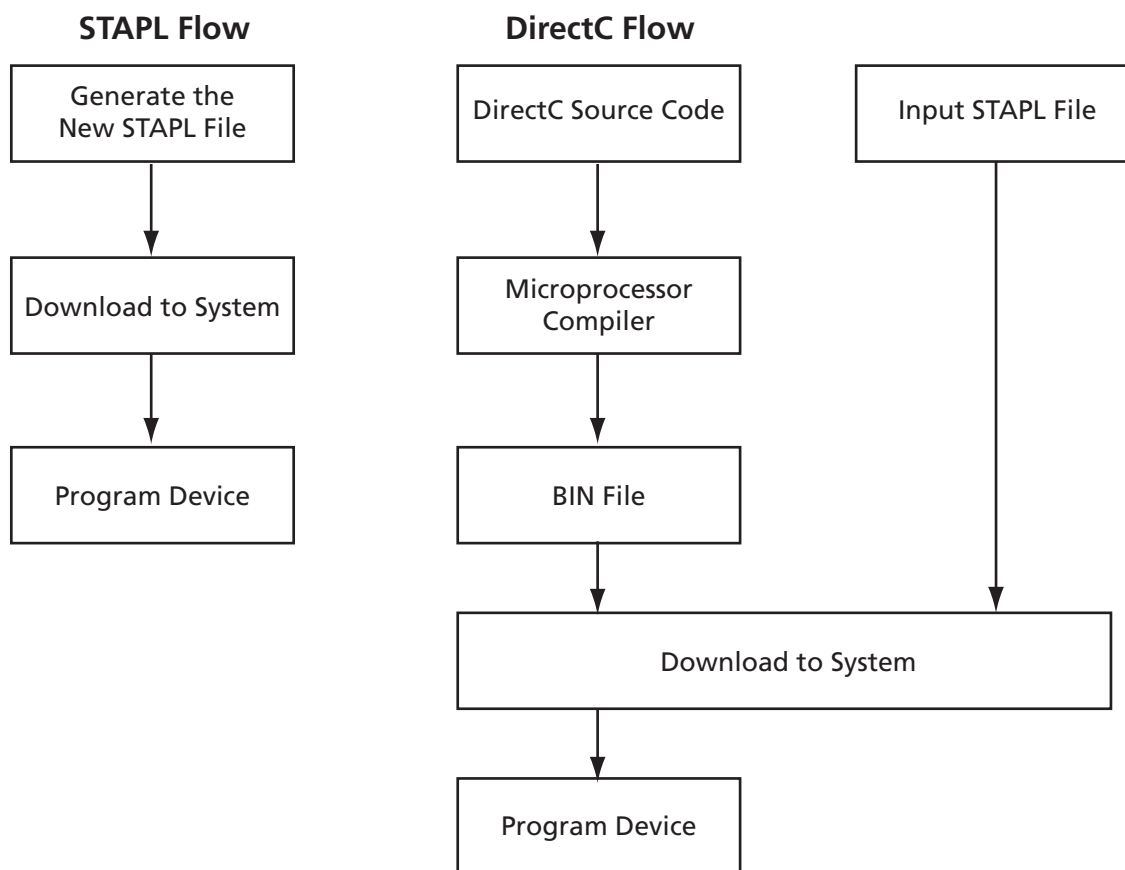 STAPL Flow
Generate the
New STAPL File
Download to System
Program Device
DirectC Flow
DirectC Source Code
Microprocessor
Compiler
BIN File
Input STAPL File
Download to System
Program Device